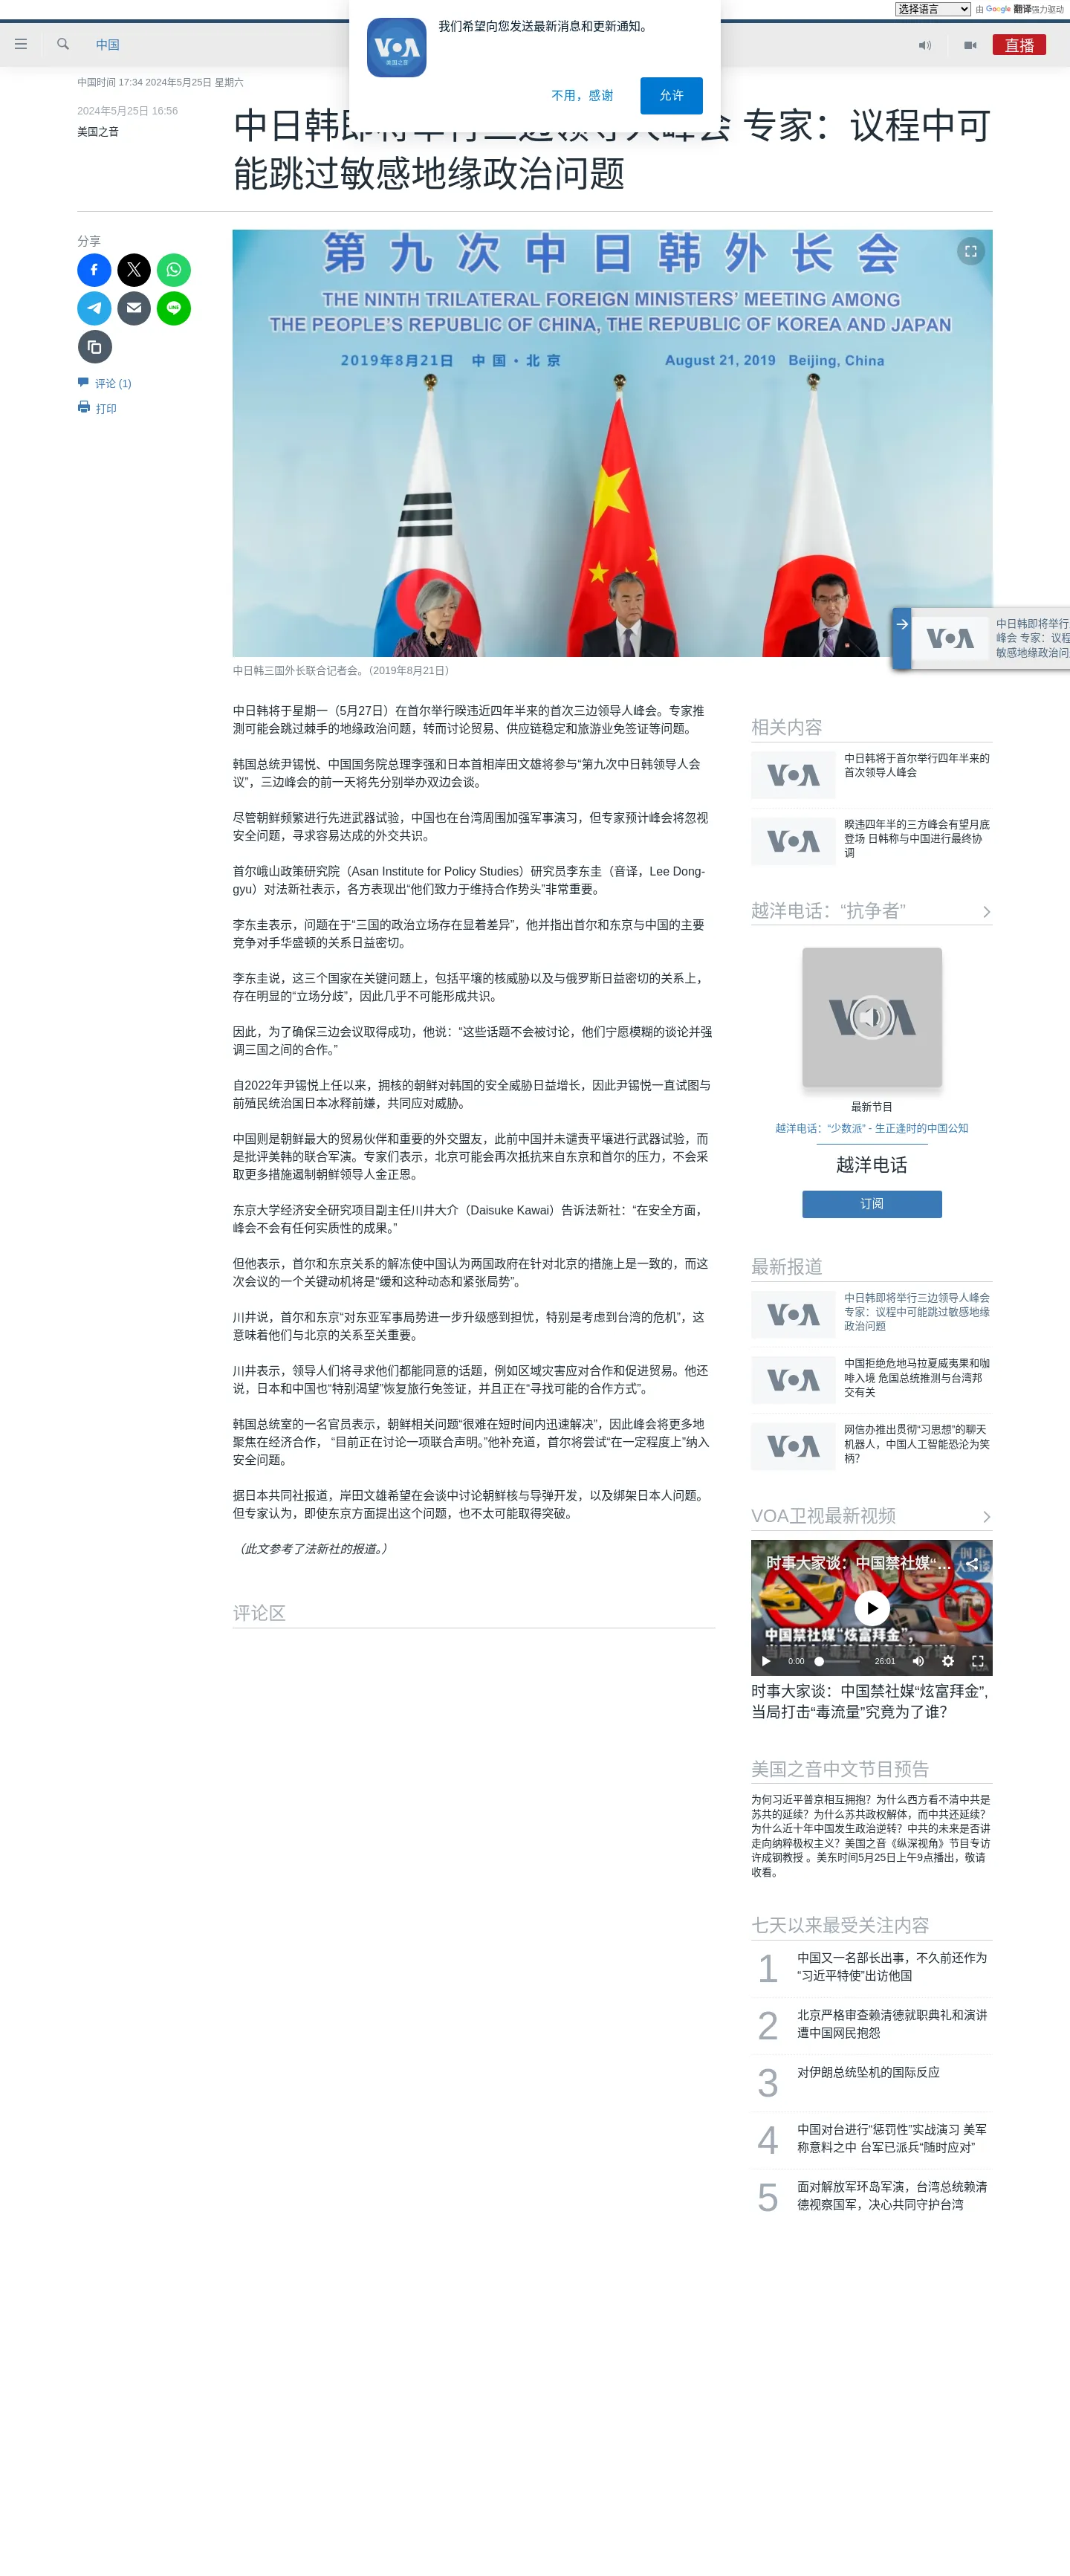 选择语言
由 Google 翻译强力驱动
中国
直播
VOA
美国之音
我们希望向您发送最新消息和更新通知。
不用，感谢
允许
中国时间 17:34 2024年5月25日 星期六
2024年5月25日 16:56
美国之音
峰会 专家：议程中可
能跳过敏感地缘政治问题
分享
评论 (1)
打印
第九次中日韩外长会
THE NINTH TRILATERAL FOREIGN MINISTERS' MEETING AMONG
THE PEOPLE'S REPUBLIC OF CHINA, THE REPUBLIC OF KOREA AND JAPAN
2019年8月21日 中国·北京 August 21, 2019 Beijing, China
中日韩三国外长联合记者会。（2019年8月21日）
VOA
中日韩即将举行
峰会 专家：议程
敏感地缘政治问
中日韩将于星期一（5月27日）在首尔举行暌违近四年半来的首次三边领导人峰会。专家推
测可能会跳过棘手的地缘政治问题，转而讨论贸易、供应链稳定和旅游业免签证等问题。
韩国总统尹锡悦、中国国务院总理李强和日本首相岸田文雄将参与“第九次中日韩领导人会
议”，三边峰会的前一天将先分别举办双边会谈。
尽管朝鲜频繁进行先进武器试验，中国也在台湾周围加强军事演习，但专家预计峰会将忽视
安全问题，寻求容易达成的外交共识。
首尔峨山政策研究院（Asan Institute for Policy Studies）研究员李东圭（音译，Lee Dong-
gyu）对法新社表示，各方表现出“他们致力于维持合作势头”非常重要。
李东圭表示，问题在于“三国的政治立场存在显着差异”，他并指出首尔和东京与中国的主要
竞争对手华盛顿的关系日益密切。
李东圭说，这三个国家在关键问题上，包括平壤的核威胁以及与俄罗斯日益密切的关系上，
存在明显的“立场分歧”，因此几乎不可能形成共识。
因此，为了确保三边会议取得成功，他说：“这些话题不会被讨论，他们宁愿模糊的谈论并强
调三国之间的合作。”
自2022年尹锡悦上任以来，拥核的朝鲜对韩国的安全威胁日益增长，因此尹锡悦一直试图与
前殖民统治国日本冰释前嫌，共同应对威胁。
中国则是朝鲜最大的贸易伙伴和重要的外交盟友，此前中国并未谴责平壤进行武器试验，而
是批评美韩的联合军演。专家们表示，北京可能会再次抵抗来自东京和首尔的压力，不会采
取更多措施遏制朝鲜领导人金正恩。
东京大学经济安全研究项目副主任川井大介（Daisuke Kawai）告诉法新社：“在安全方面，
峰会不会有任何实质性的成果。”
但他表示，首尔和东京关系的解冻使中国认为两国政府在针对北京的措施上是一致的，而这
次会议的一个关键动机将是“缓和这种动态和紧张局势”。
川井说，首尔和东京“对东亚军事局势进一步升级感到担忧，特别是考虑到台湾的危机”，这
意味着他们与北京的关系至关重要。
川井表示，领导人们将寻求他们都能同意的话题，例如区域灾害应对合作和促进贸易。他还
说，日本和中国也“特别渴望”恢复旅行免签证，并且正在“寻找可能的合作方式”。
韩国总统室的一名官员表示，朝鲜相关问题“很难在短时间内迅速解决”，因此峰会将更多地
聚焦在经济合作， “目前正在讨论一项联合声明。”他补充道，首尔将尝试“在一定程度上”纳入
安全问题。
据日本共同社报道，岸田文雄希望在会谈中讨论朝鲜核与导弹开发，以及绑架日本人问题。
但专家认为，即使东京方面提出这个问题，也不太可能取得突破。
（此文参考了法新社的报道。）
评论区
相关内容
VOA
中日韩将于首尔举行四年半来的
首次领导人峰会
VOA
暌违四年半的三方峰会有望月底
登场 日韩称与中国进行最终协
调
越洋电话：“抗争者”
VOA
最新节目
越洋电话：“少数派” - 生正逢时的中国公知
越洋电话
订阅
最新报道
VOA
中日韩即将举行三边领导人峰会
专家：议程中可能跳过敏感地缘
政治问题
VOA
中国拒绝危地马拉夏威夷果和咖
啡入境 危国总统推测与台湾邦
交有关
VOA
网信办推出贯彻“习思想”的聊天
机器人，中国人工智能恐沦为笑
柄？
VOA卫视最新视频
时事大家谈：中国禁社媒“...
中国禁社媒“炫富拜金”，
0:00
26:01
时事大家谈：中国禁社媒“炫富拜金”,
当局打击“毒流量”究竟为了谁？
美国之音中文节目预告
为何习近平普京相互拥抱？为什么西方看不清中共是
苏共的延续？为什么苏共政权解体，而中共还延续？
为什么近十年中国发生政治逆转？中共的未来是否讲
走向纳粹极权主义？美国之音《纵深视角》节目专访
许成钢教授 。美东时间5月25日上午9点播出，敬请
收看。
七天以来最受关注内容
1
中国又一名部长出事，不久前还作为
“习近平特使”出访他国
2
北京严格审查赖清德就职典礼和演讲
遭中国网民抱怨
3
对伊朗总统坠机的国际反应
4
中国对台进行“惩罚性”实战演习 美军
称意料之中 台军已派兵“随时应对”
5
面对解放军环岛军演，台湾总统赖清
德视察国军，决心共同守护台湾